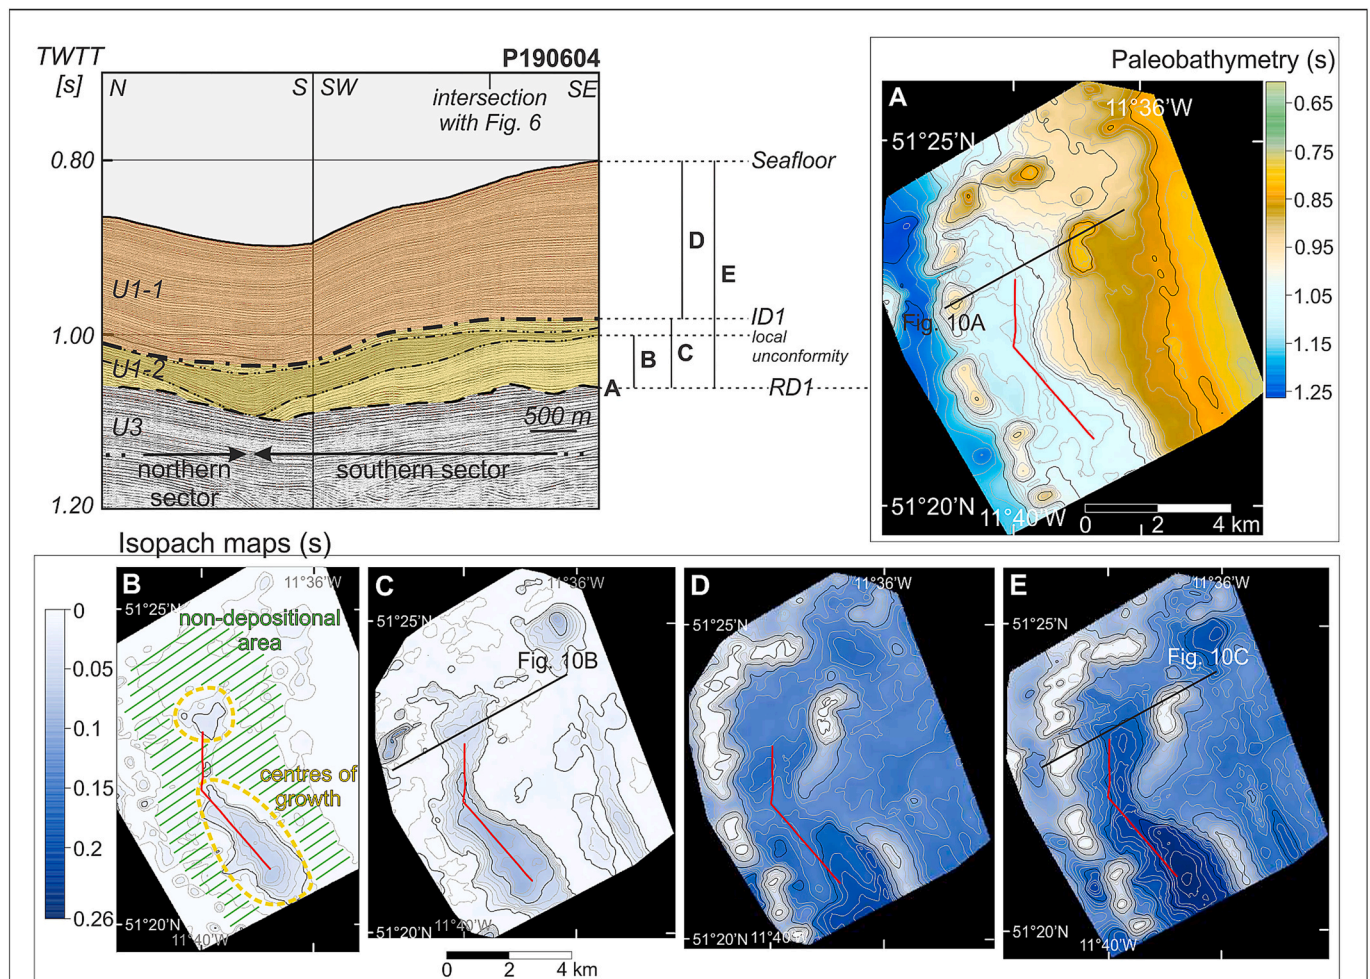 TWTT
[s]
P190604
N
S
SW
SE
intersection
with Fig. 6
0.80
1.00
1.20
U1-1
U1-2
U3
500 m
northern
sector
southern sector
Seafloor
ID1
local
unconformity
RD1
A
B
C
D
E
Paleobathymetry (s)
A
11°36'W
51°25'N
Fig. 10A
51°20'N
11°40'W
0 2 4 km
0.65
0.75
0.85
0.95
1.05
1.15
1.25
Isopach maps (s)
0
0.05
0.1
0.15
0.2
0.26
B
11°36'W
51°25'N
non-depositional
area
centres of
growth
51°20'N
11°40'W
C
11°36'W
51°25'N
Fig. 10B
51°20'N
11°40'W
0 2 4 km
D
11°36'W
51°25'N
51°20'N
11°40'W
E
11°36'W
51°25'N
Fig. 10C
51°20'N
11°40'W